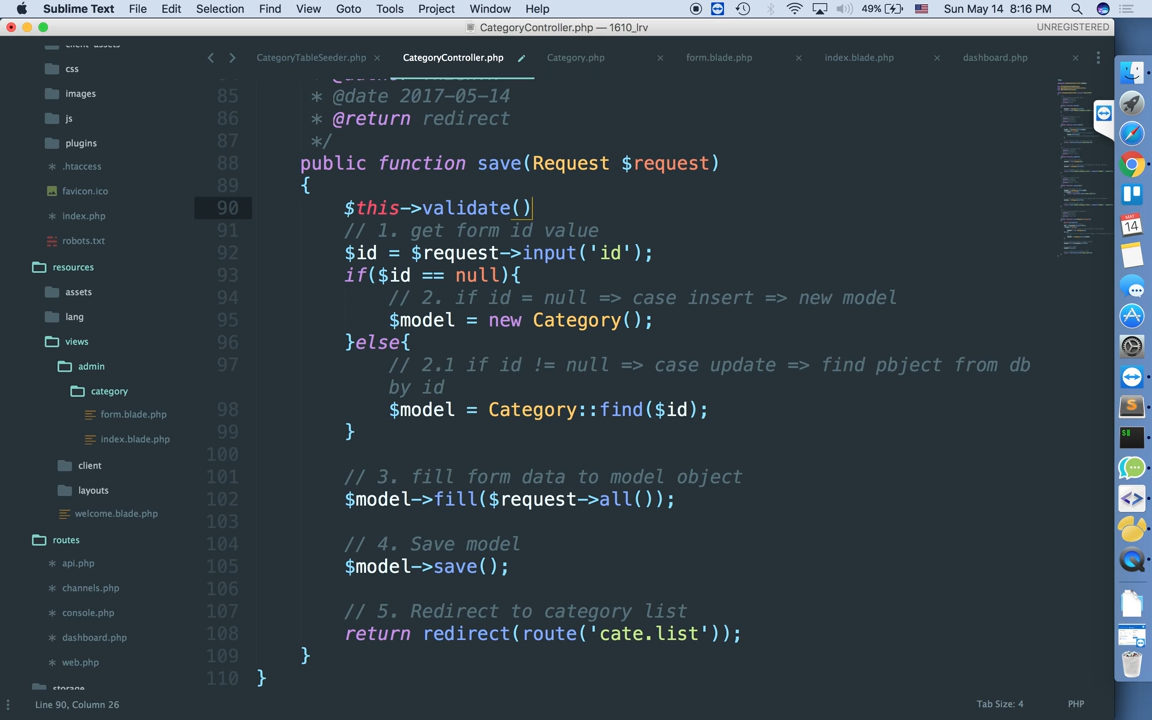 Sublime Text File Edit Selection Find View Goto Tools Project Window Help 49% Sun May 14 8:16 PM
CategoryController.php — 1610_lrv UNREGISTERED
client-assets
css
images
js
plugins
.htaccess
favicon.ico
index.php
robots.txt
resources
assets
lang
views
admin
category
form.blade.php
index.blade.php
client
layouts
welcome.blade.php
routes
api.php
channels.php
console.php
dashboard.php
web.php
storage
CategoryTableSeeder.php × CategoryController.php Category.php × form.blade.php × index.blade.php × dashboard.php ×
85 * @date 2017-05-14
86 * @return redirect
87 */
88 public function save(Request $request)
89 {
90 $this->validate()
91 // 1. get form id value
92 $id = $request->input('id');
93 if($id == null){
94 // 2. if id = null => case insert => new model
95 $model = new Category();
96 }else{
97 // 2.1 if id != null => case update => find pbject from db
by id
98 $model = Category::find($id);
99 }
100
101 // 3. fill form data to model object
102 $model->fill($request->all());
103
104 // 4. Save model
105 $model->save();
106
107 // 5. Redirect to category list
108 return redirect(route('cate.list'));
109 }
110 }
Line 90, Column 26 Tab Size: 4 PHP